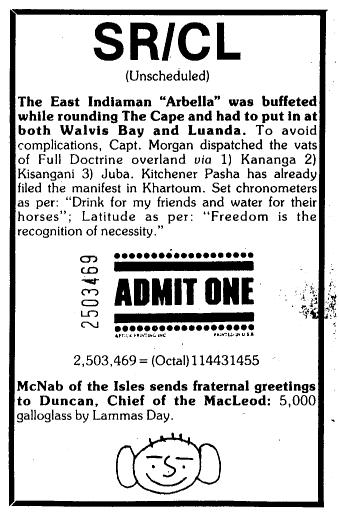 SR/CL
(Unscheduled)
The East Indiaman "Arbella" was buffeted
while rounding The Cape and had to put in at
both Walvis Bay and Luanda. To avoid
complications, Capt. Morgan dispatched the vats
of Full Doctrine overland via 1) Kananga 2)
Kisangani 3) Juba. Kitchener Pasha has already
filed the manifest in Khartoum. Set chronometers
as per: "Drink for my friends and water for their
horses"; Latitude as per: "Freedom is the
recognition of necessity."
2503469
ADMIT ONE
PRINTED IN U.S.A.
2,503,469 = (Octal) 114431455
McNab of the Isles sends fraternal greetings
to Duncan, Chief of the MacLeod: 5,000
galloglass by Lammas Day.